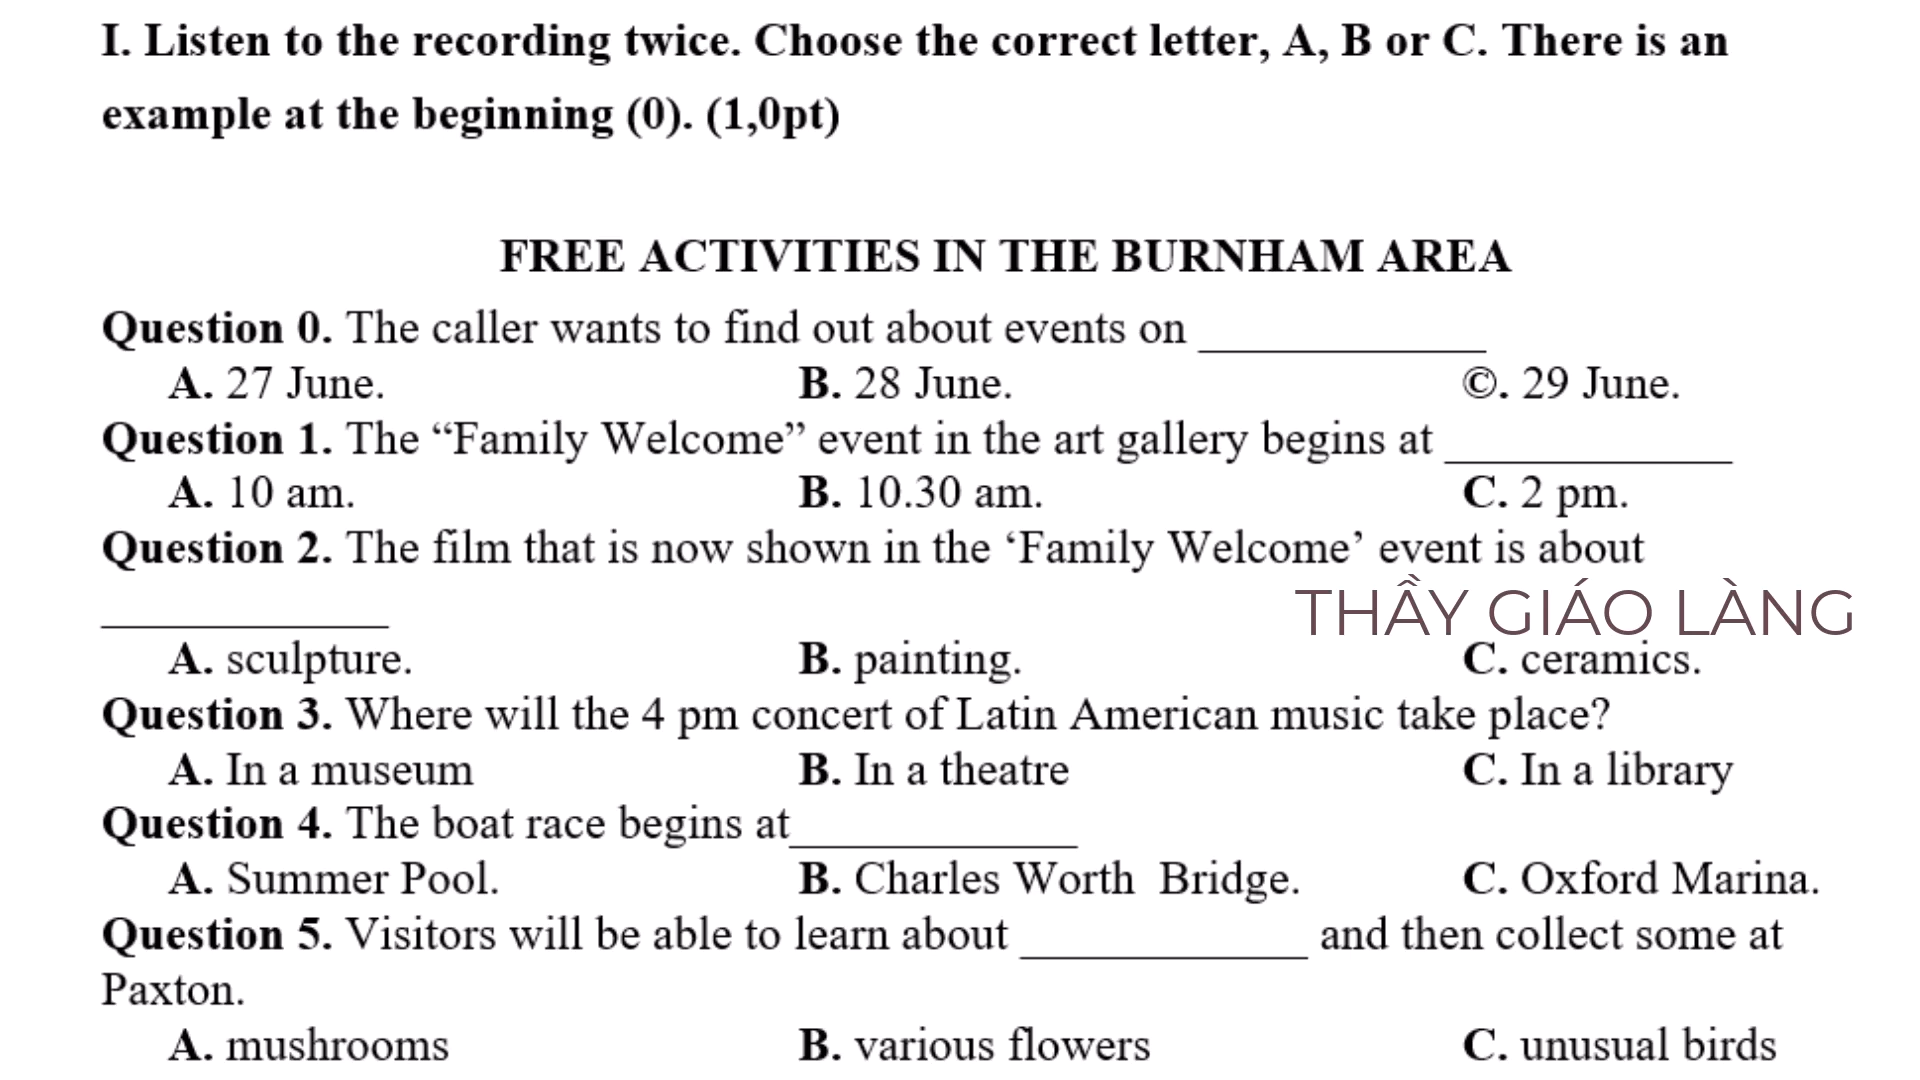 I. Listen to the recording twice. Choose the correct letter, A, B or C. There is an
example at the beginning (0). (1,0pt)
FREE ACTIVITIES IN THE BURNHAM AREA
Question 0. The caller wants to find out about events on ____________
A. 27 June. B. 28 June. ©. 29 June.
Question 1. The “Family Welcome” event in the art gallery begins at ____________
A. 10 am. B. 10.30 am. C. 2 pm.
Question 2. The film that is now shown in the ‘Family Welcome’ event is about
____________
THẦY GIÁO LÀNG
A. sculpture. B. painting. C. ceramics.
Question 3. Where will the 4 pm concert of Latin American music take place?
A. In a museum B. In a theatre C. In a library
Question 4. The boat race begins at____________
A. Summer Pool. B. Charles Worth  Bridge. C. Oxford Marina.
Question 5. Visitors will be able to learn about ____________ and then collect some at
Paxton.
A. mushrooms B. various flowers C. unusual birds